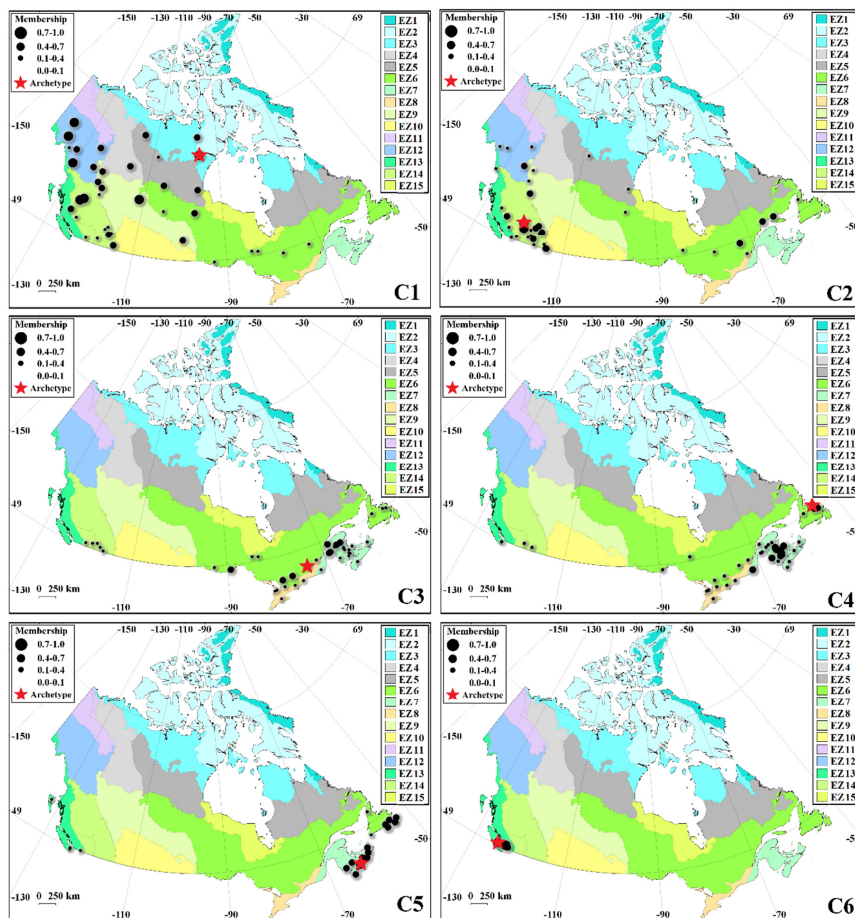 -150 -130 -110 -90 -70 69
Membership
0.7-1.0
0.4-0.7
0.1-0.4
0.0-0.1
Archetype
EZ1
EZ2
EZ3
EZ4
EZ5
EZ6
EZ7
EZ8
EZ9
EZ10
EZ11
EZ12
EZ13
EZ14
EZ15
-150
49
-50
-130 0 250 km
-110 -90 -70
C1
-150 -130 -110 -90 -70 69
Membership
0.7-1.0
0.4-0.7
0.1-0.4
0.0-0.1
Archetype
EZ1
EZ2
EZ3
EZ4
EZ5
EZ6
EZ7
EZ8
EZ9
EZ10
EZ11
EZ12
EZ13
EZ14
EZ15
-150
49
-50
-130 0 250 km
-110 -90 -70
C2
-150 -130 -110 -90 -70 69
Membership
0.7-1.0
0.4-0.7
0.1-0.4
0.0-0.1
Archetype
EZ1
EZ2
EZ3
EZ4
EZ5
EZ6
EZ7
EZ8
EZ9
EZ10
EZ11
EZ12
EZ13
EZ14
EZ15
-150
49
-50
-130 0 250 km
-110 -90 -70
C3
-150 -130 -110 -90 -70 69
Membership
0.7-1.0
0.4-0.7
0.1-0.4
0.0-0.1
Archetype
EZ1
EZ2
EZ3
EZ4
EZ5
EZ6
EZ7
EZ8
EZ9
EZ10
EZ11
EZ12
EZ13
EZ14
EZ15
-150
49
-50
-130 0 250 km
-110 -90 -70
C4
-150 -130 -110 -90 -70 69
Membership
0.7-1.0
0.4-0.7
0.1-0.4
0.0-0.1
Archetype
EZ1
EZ2
EZ3
EZ4
EZ5
EZ6
EZ7
EZ8
EZ9
EZ10
EZ11
EZ12
EZ13
EZ14
EZ15
-150
49
-50
-130 0 250 km
-110 -90 -70
C5
-150 -130 -110 -90 -70 69
Membership
0.7-1.0
0.4-0.7
0.1-0.4
0.0-0.1
Archetype
EZ1
EZ2
EZ3
EZ4
EZ5
EZ6
EZ7
EZ8
EZ9
EZ10
EZ11
EZ12
EZ13
EZ14
EZ15
-150
49
-50
-130 0 250 km
-110 -90 -70
C6